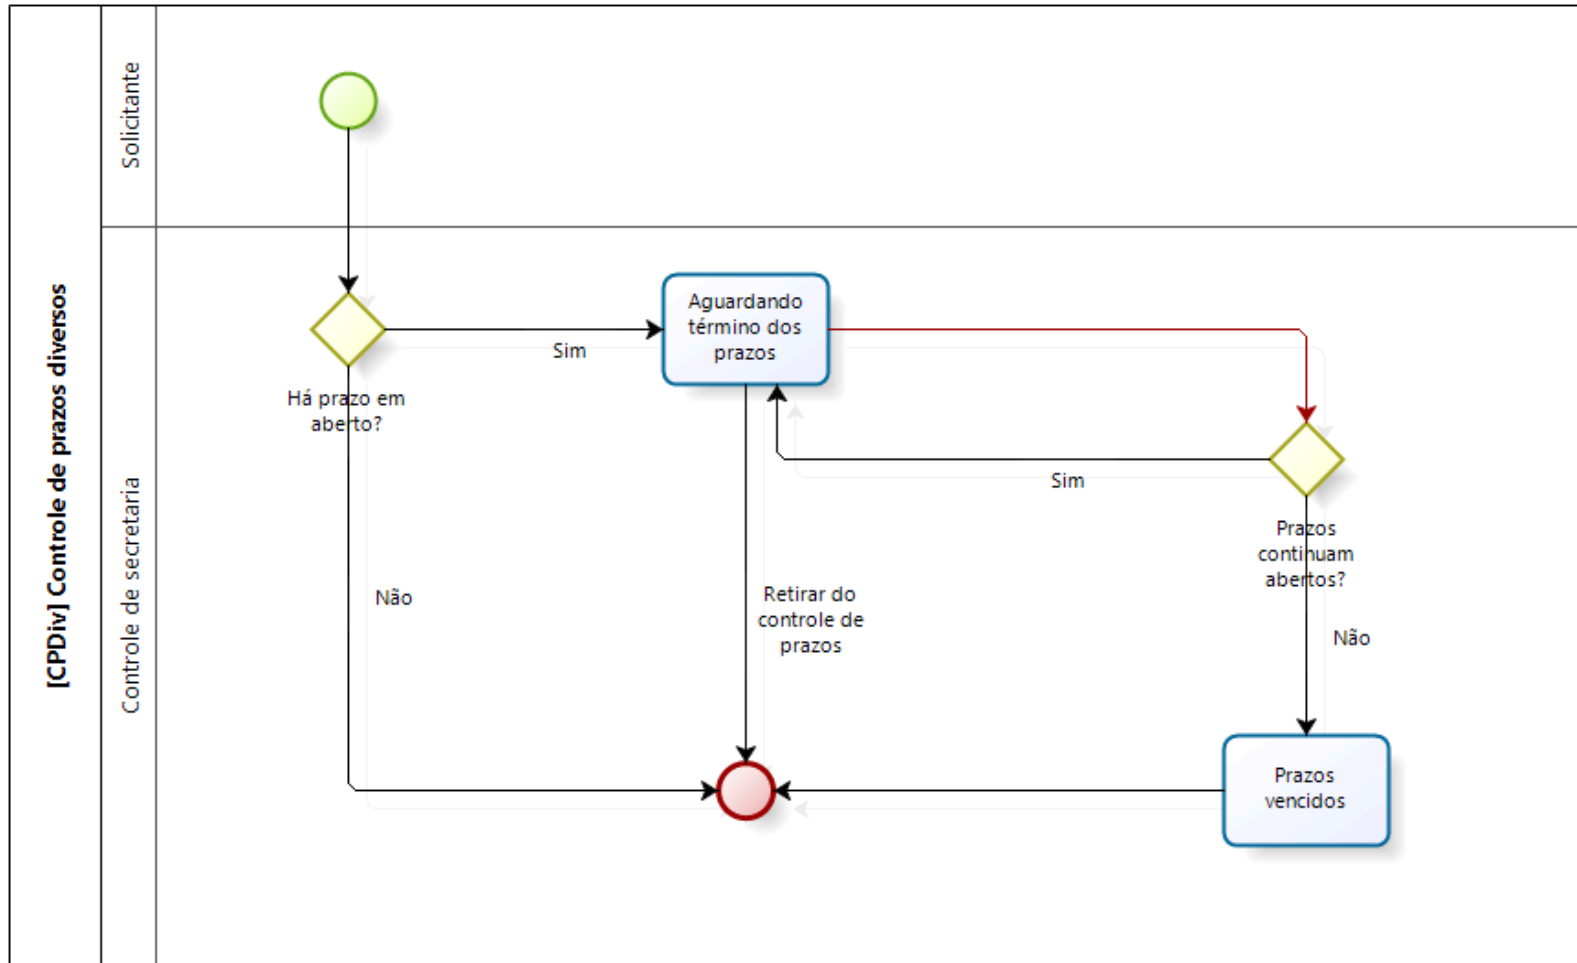 [CPDiv] Controle de prazos diversos
Solicitante
Controle de secretaria
Há prazo em
aberto?
Sim
Não
Aguardando
término dos
prazos
Retirar do
controle de
prazos
Sim
Prazos
continuam
abertos?
Não
Prazos
vencidos